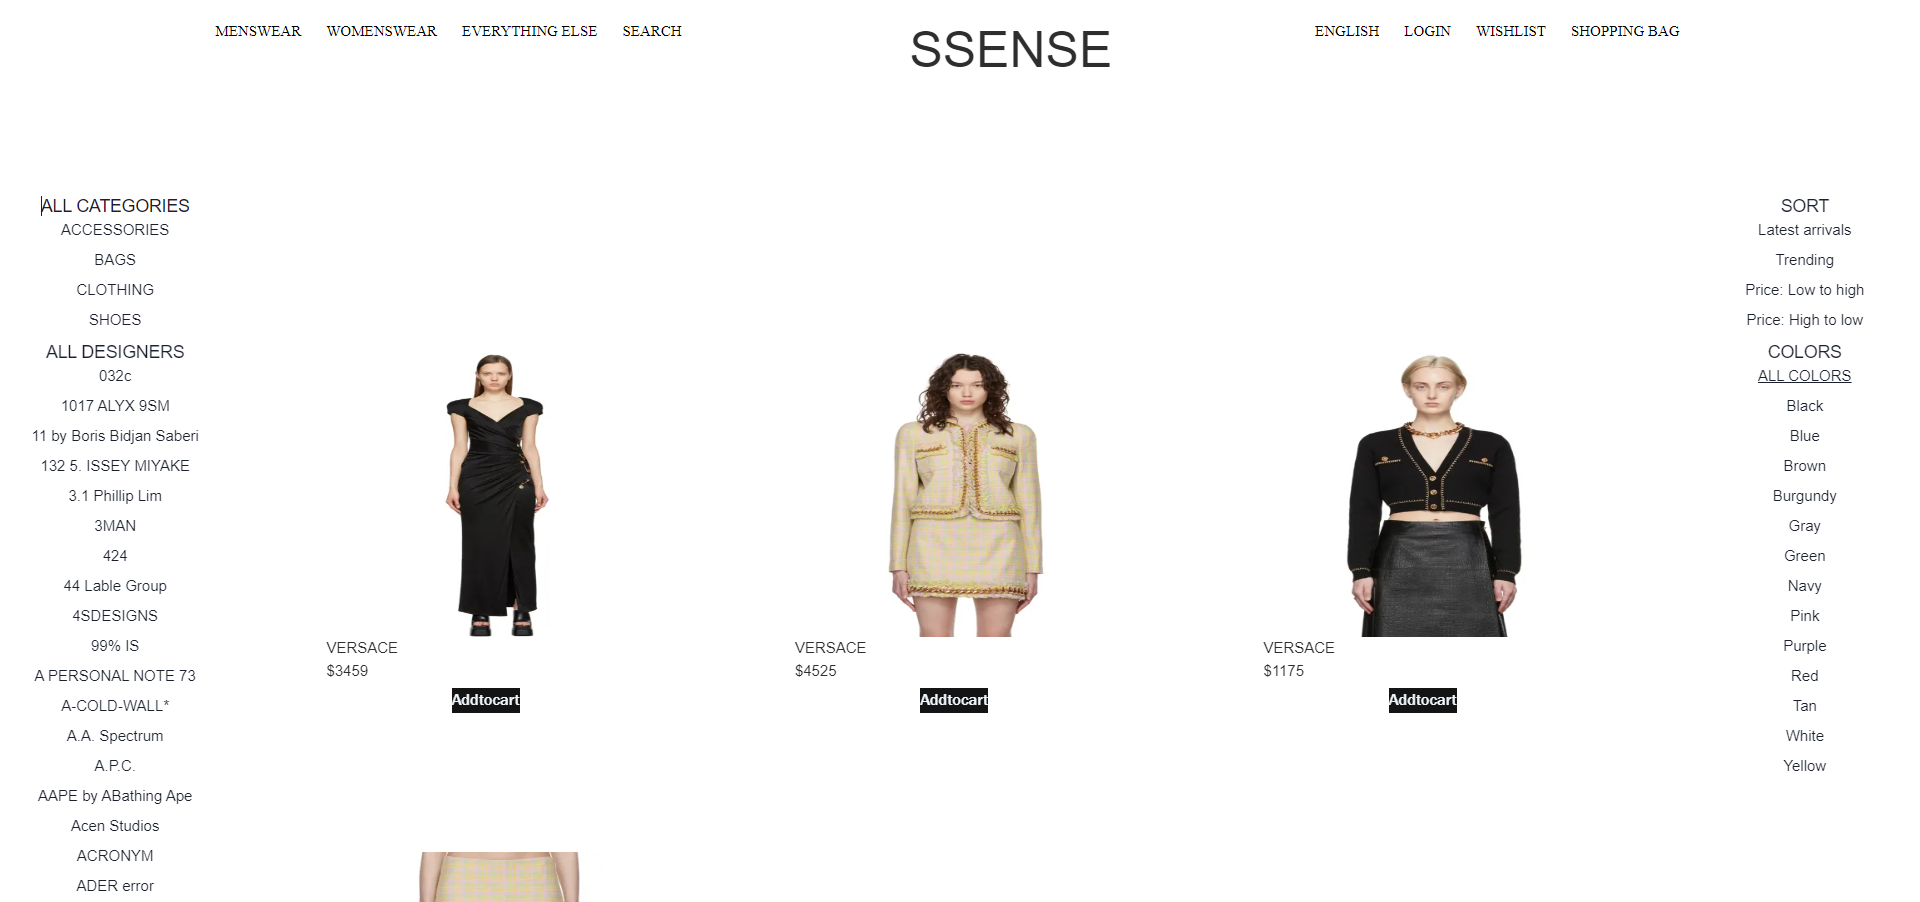 MENSWEAR WOMENSWEAR EVERYTHING ELSE SEARCH
SSENSE
ENGLISH LOGIN WISHLIST SHOPPING BAG
ALL CATEGORIES
ACCESSORIES
BAGS
CLOTHING
SHOES
ALL DESIGNERS
032c
1017 ALYX 9SM
11 by Boris Bidjan Saberi
132 5. ISSEY MIYAKE
3.1 Phillip Lim
3MAN
424
44 Lable Group
4SDESIGNS
99% IS
A PERSONAL NOTE 73
A-COLD-WALL*
A.A. Spectrum
A.P.C.
AAPE by ABathing Ape
Acen Studios
ACRONYM
ADER error
VERSACE
$3459
Addtocart
VERSACE
$4525
Addtocart
VERSACE
$1175
Addtocart
SORT
Latest arrivals
Trending
Price: Low to high
Price: High to low
COLORS
ALL COLORS
Black
Blue
Brown
Burgundy
Gray
Green
Navy
Pink
Purple
Red
Tan
White
Yellow